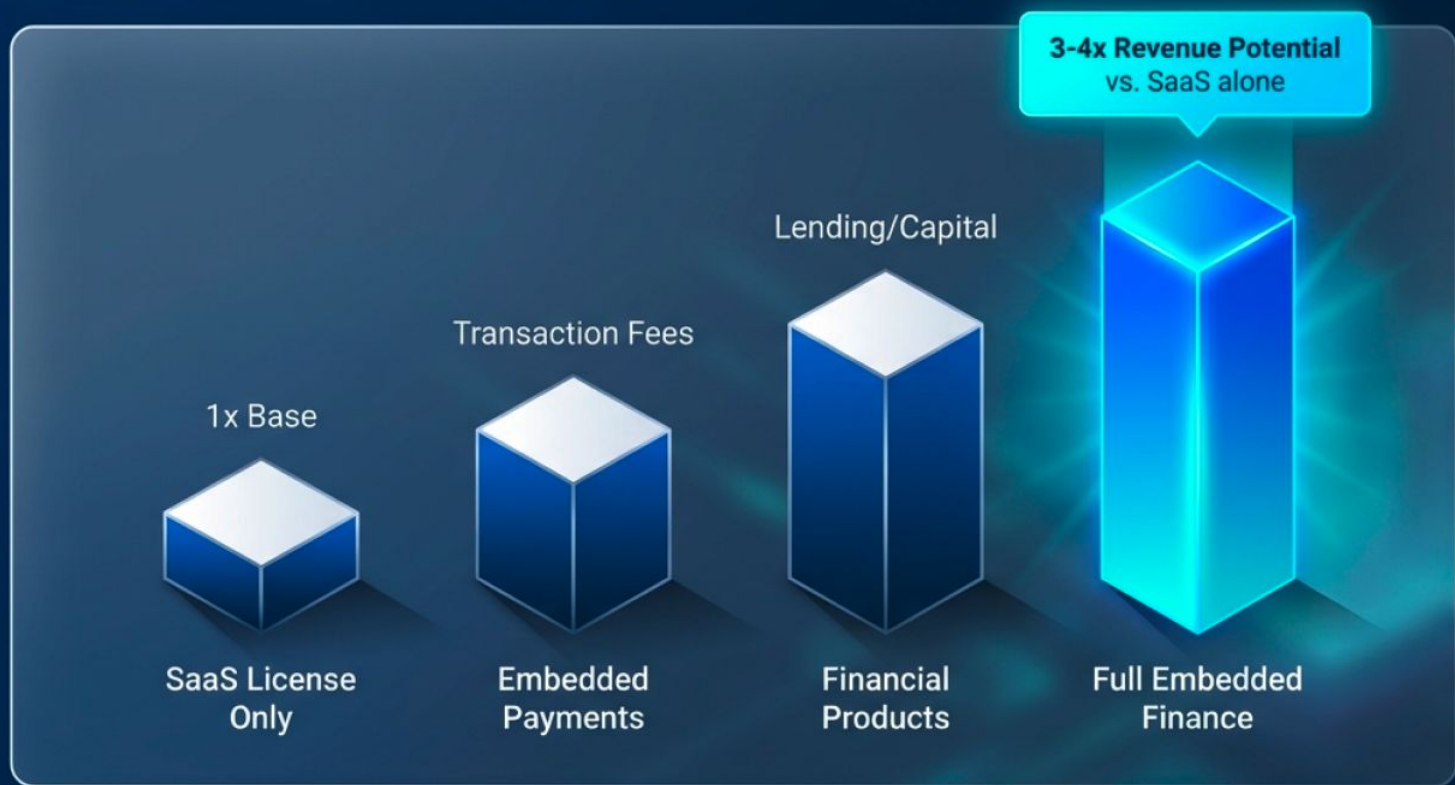 3-4x Revenue Potential
vs. SaaS alone
Lending/Capital
Transaction Fees
1x Base
SaaS License
Only
Embedded
Payments
Financial
Products
Full Embedded
Finance